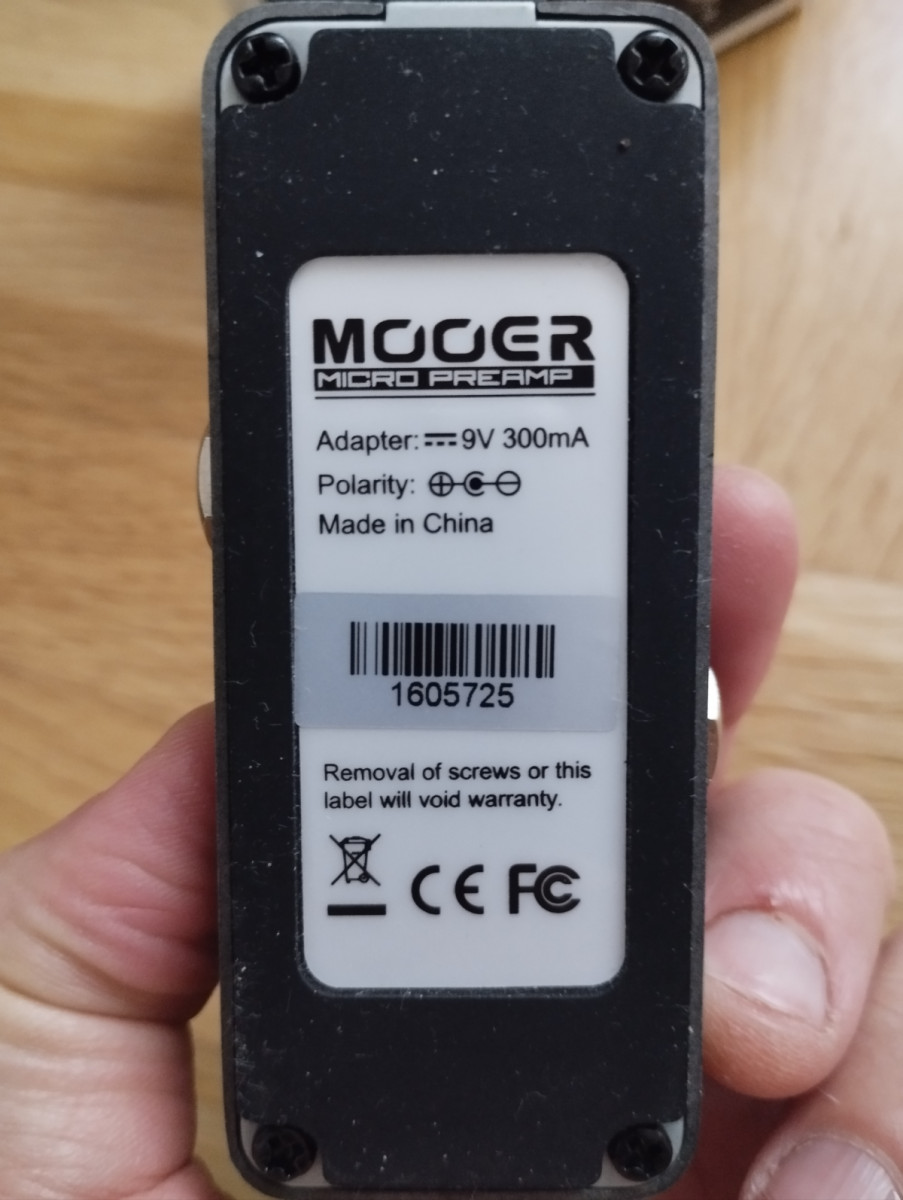 MOOER
MICRO PREAMP
Adapter: 9V 300mA
Polarity:
Made in China
1605725
Removal of screws or this
label will void warranty.
CE FC